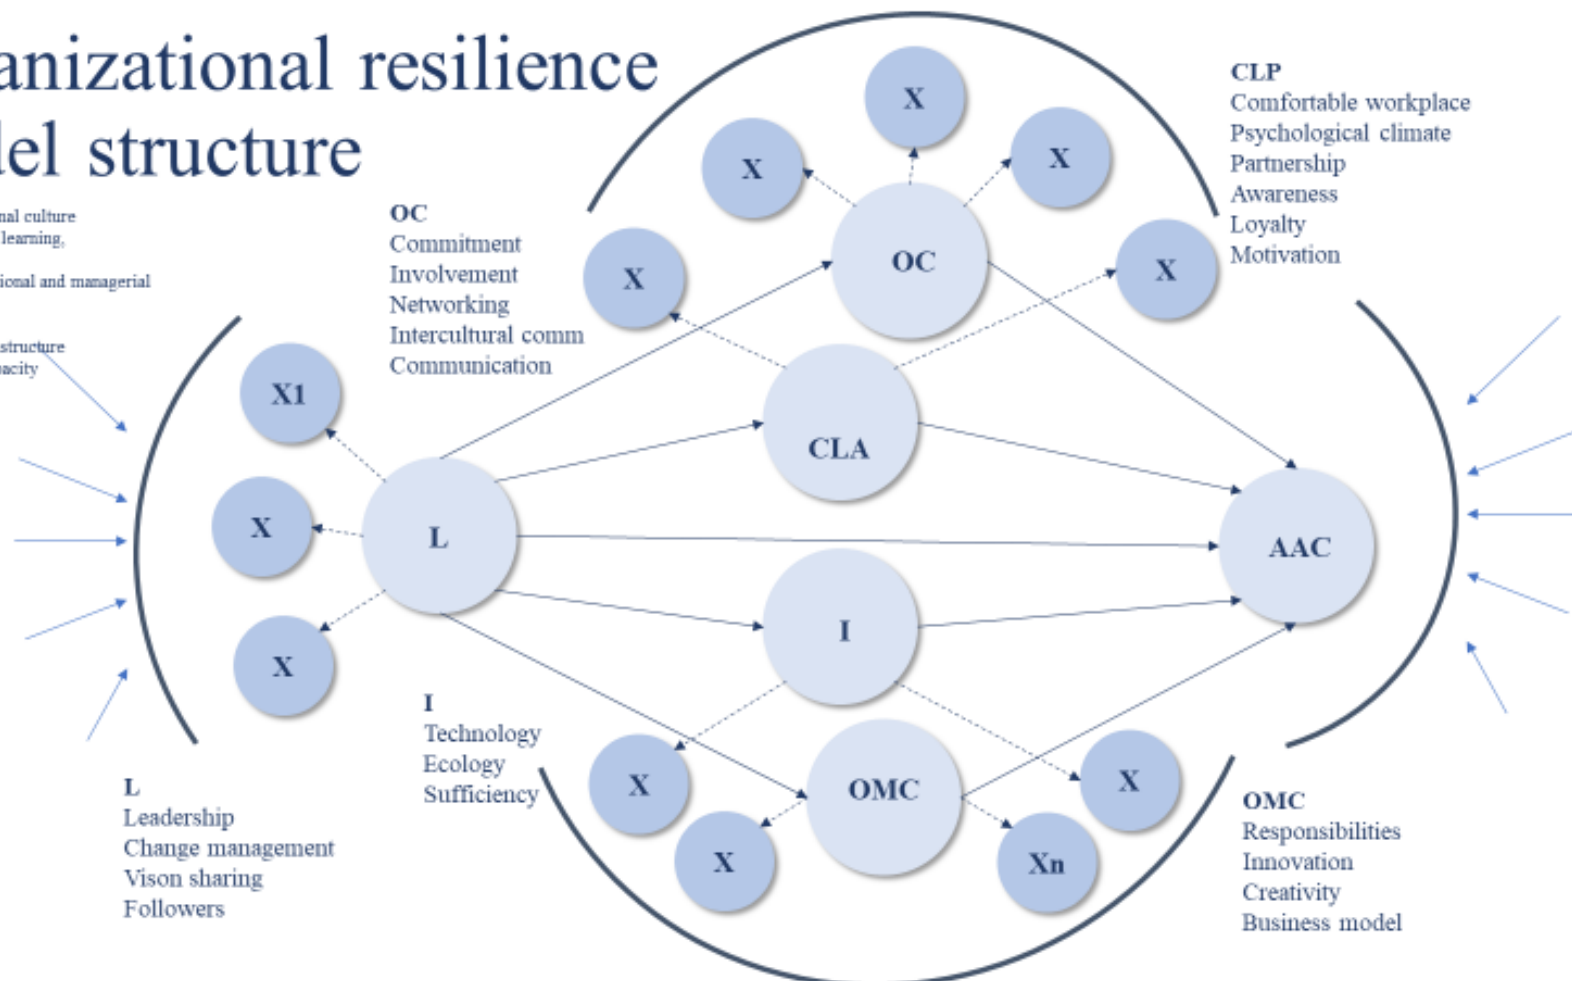 anizational resilience
del structure
nal culture
learning,
ional and managerial
structure
pacity
OC
Commitment
Involvement
Networking
Intercultural comm
Communication
CLP
Comfortable workplace
Psychological climate
Partnership
Awareness
Loyalty
Motivation
X
X
X
X
X
OC
CLA
X1
X
X
L
AAC
I
OMC
X
X
X
Xn
I
Technology
Ecology
Sufficiency
L
Leadership
Change management
Vison sharing
Followers
OMC
Responsibilities
Innovation
Creativity
Business model